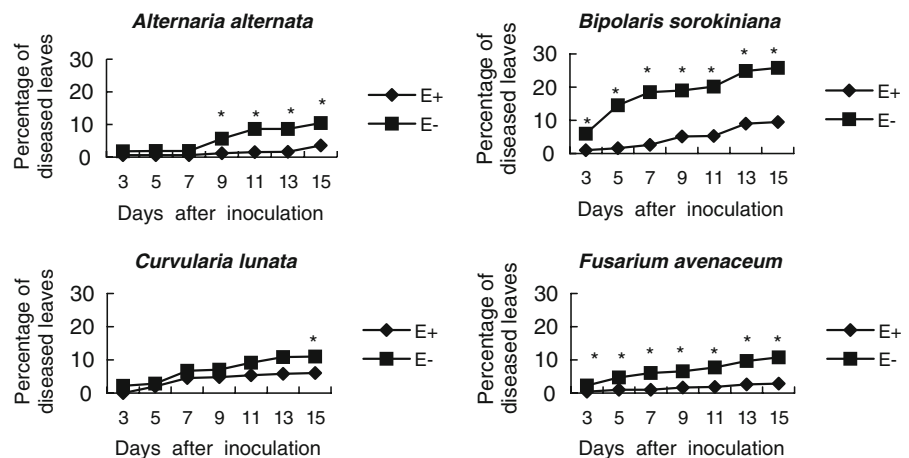 Alternaria alternata
Percentage of
diseased leaves
30
20
10
0
* * * *
3 5 7 9 11 13 15
Days after inoculation
E+
E-
Bipolaris sorokiniana
Percentage of
diseased leaves
30
20
10
0
* * * * * * *
3 5 7 9 11 13 15
Days after inoculation
E+
E-
Curvularia lunata
Percentage of
diseased leaves
30
20
10
0
*
3 5 7 9 11 13 15
Days after inoculation
E+
E-
Fusarium avenaceum
Percentage of
diseased leaves
30
20
10
0
* * * * * * *
3 5 7 9 11 13 15
Days after inoculation
E+
E-